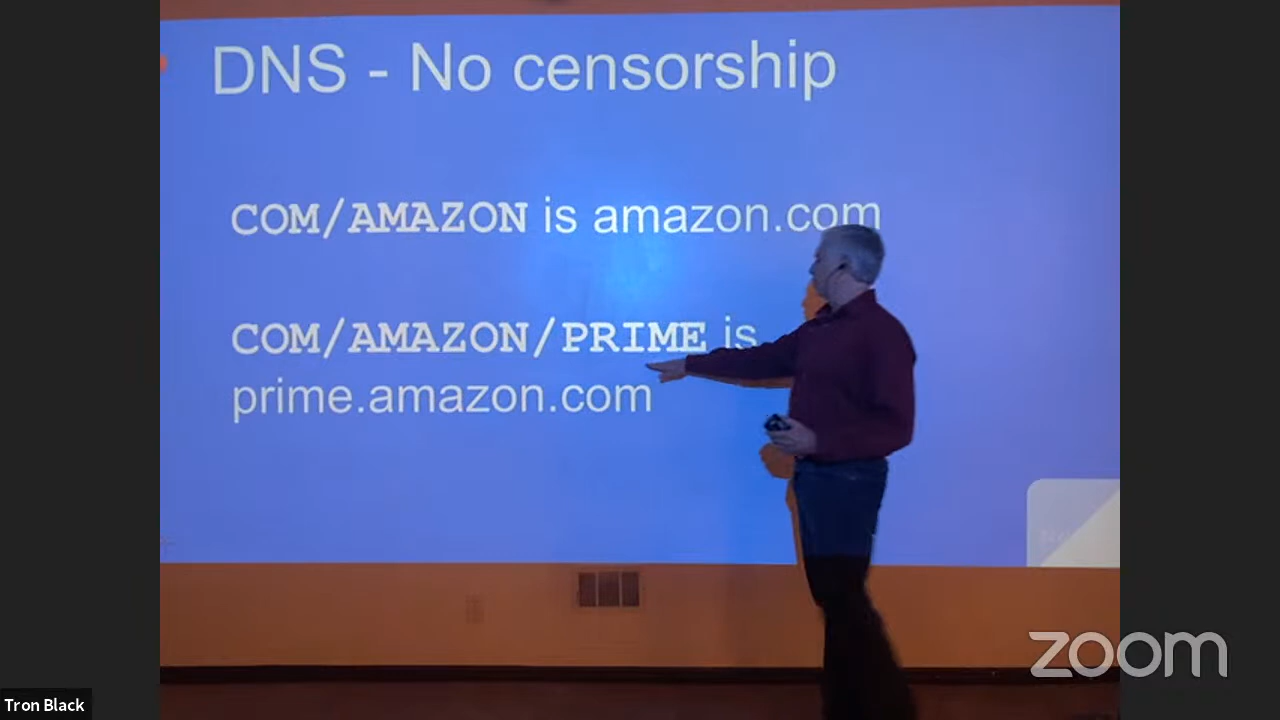 DNS - No censorship
COM/AMAZON is amazon.com
COM/AMAZON/PRIME is
prime.amazon.com
zoom
Tron Black